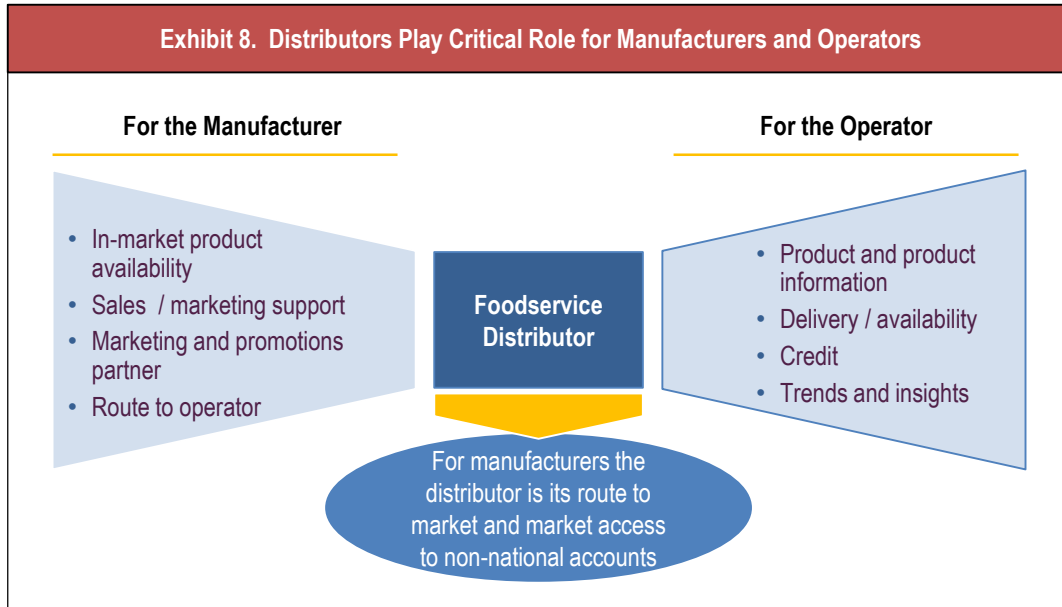 Exhibit 8. Distributors Play Critical Role for Manufacturers and Operators
For the Manufacturer
• In-market product
availability
• Sales / marketing support
• Marketing and promotions
partner
• Route to operator
Foodservice
Distributor
For the Operator
• Product and product
information
• Delivery / availability
• Credit
• Trends and insights
For manufacturers the
distributor is its route to
market and market access
to non-national accounts